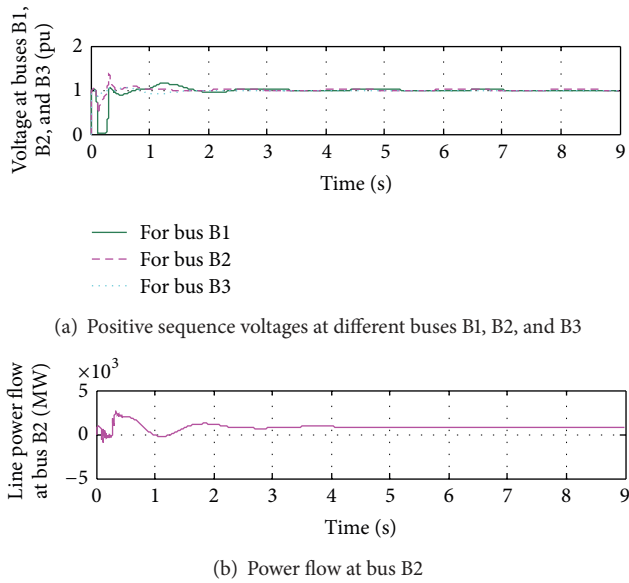 Voltage at buses B1,
B2, and B3 (pu)
2
1
0
0 1 2 3 4 5 6 7 8 9
Time (s)
For bus B1
For bus B2
For bus B3
(a) Positive sequence voltages at different buses B1, B2, and B3
×10³
Line power flow
at bus B2 (MW)
5
0
−5
0 1 2 3 4 5 6 7 8 9
Time (s)
(b) Power flow at bus B2